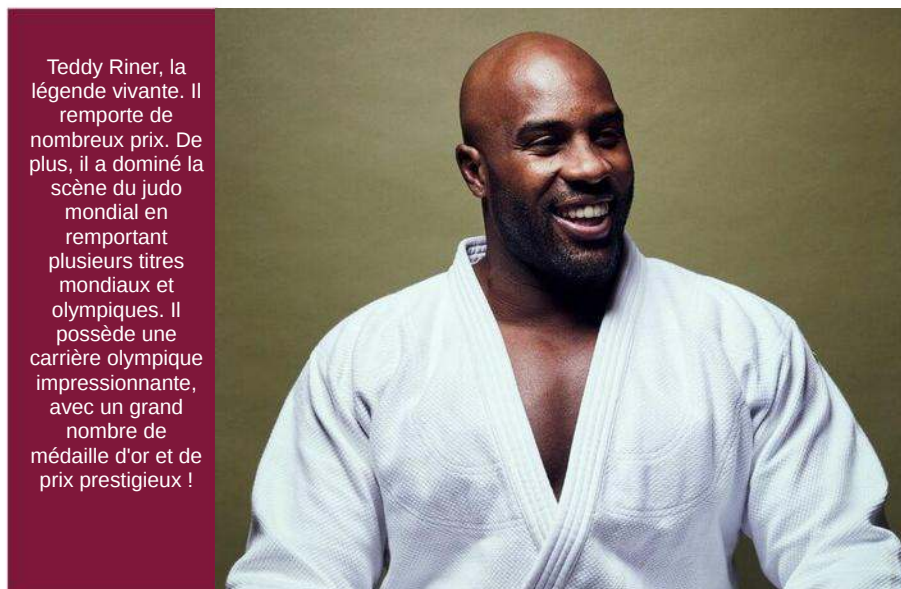 Teddy Riner, la
légende vivante. Il
remporte de
nombreux prix. De
plus, il a dominé la
scène du judo
mondial en
remportant
plusieurs titres
mondiaux et
olympiques. Il
possède une
carrière olympique
impressionnante,
avec un grand
nombre de
médaille d'or et de
prix prestigieux !